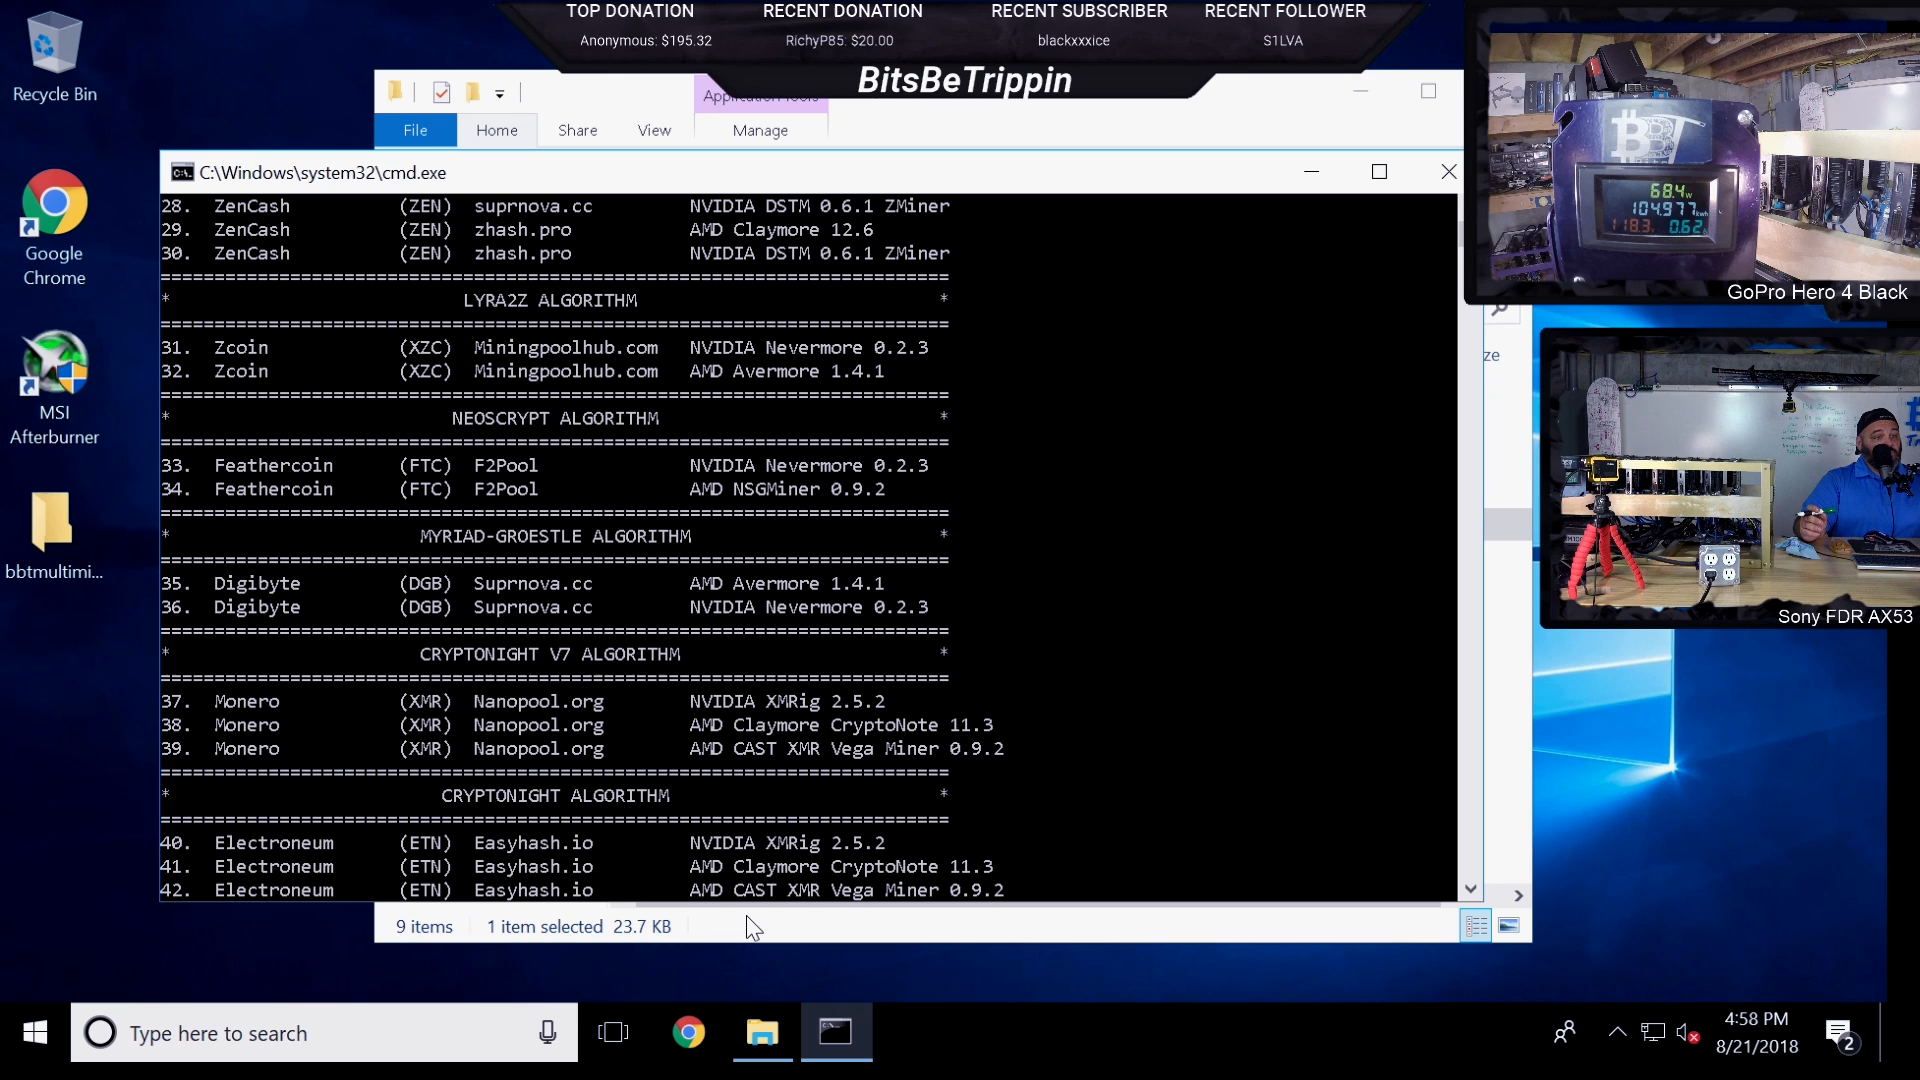 TOP DONATION RECENT DONATION RECENT SUBSCRIBER RECENT FOLLOWER
Anonymous: $195.32 RichyP85: $20.00 blackxxxice S1LVA
BitsBeTrippin
Recycle Bin
Google
Chrome
MSI
Afterburner
bbtmultimi...
File Home Share View Manage
C:\Windows\system32\cmd.exe
28. ZenCash (ZEN) suprnova.cc NVIDIA DSTM 0.6.1 ZMiner
29. ZenCash (ZEN) zhash.pro AMD Claymore 12.6
30. ZenCash (ZEN) zhash.pro NVIDIA DSTM 0.6.1 ZMiner
=========================================================================
* LYRA2Z ALGORITHM *
=========================================================================
31. Zcoin (XZC) Miningpoolhub.com NVIDIA Nevermore 0.2.3
32. Zcoin (XZC) Miningpoolhub.com AMD Avermore 1.4.1
=========================================================================
* NEOSCRYPT ALGORITHM *
=========================================================================
33. Feathercoin (FTC) F2Pool NVIDIA Nevermore 0.2.3
34. Feathercoin (FTC) F2Pool AMD NSGMiner 0.9.2
=========================================================================
* MYRIAD-GROESTLE ALGORITHM *
=========================================================================
35. Digibyte (DGB) Suprnova.cc AMD Avermore 1.4.1
36. Digibyte (DGB) Suprnova.cc NVIDIA Nevermore 0.2.3
=========================================================================
* CRYPTONIGHT V7 ALGORITHM *
=========================================================================
37. Monero (XMR) Nanopool.org NVIDIA XMRig 2.5.2
38. Monero (XMR) Nanopool.org AMD Claymore CryptoNote 11.3
39. Monero (XMR) Nanopool.org AMD CAST XMR Vega Miner 0.9.2
=========================================================================
* CRYPTONIGHT ALGORITHM *
=========================================================================
40. Electroneum (ETN) Easyhash.io NVIDIA XMRig 2.5.2
41. Electroneum (ETN) Easyhash.io AMD Claymore CryptoNote 11.3
42. Electroneum (ETN) Easyhash.io AMD CAST XMR Vega Miner 0.9.2
9 items 1 item selected 23.7 KB
68.4w
104.977kwh
118.3 0.62
GoPro Hero 4 Black
ze
Sony FDR AX53
Type here to search
4:58 PM
8/21/2018
2